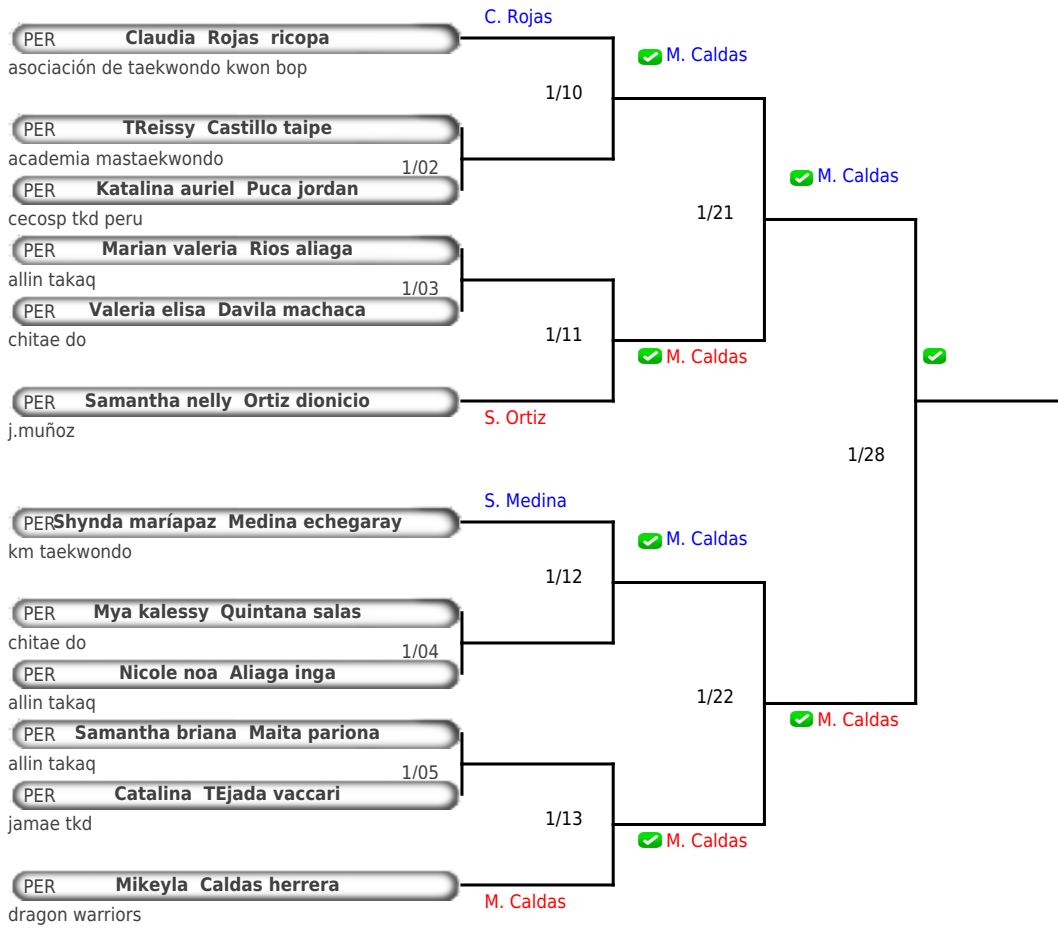 C. Rojas
PER Claudia Rojas ricopa
asociación de taekwondo kwon bop
M. Caldas
1/10
PER TReissy Castillo taipe
academia mastaekwondo
1/02
PER Katalina auriel Puca jordan
cecosp tkd peru
M. Caldas
1/21
PER Marian valeria Rios aliaga
allin takaq
1/03
PER Valeria elisa Davila machaca
chitae do
1/11
M. Caldas
PER Samantha nelly Ortiz dionicio
S. Ortiz
j.muñoz
1/28
S. Medina
PER Shynda maríapaz Medina echegaray
km taekwondo
M. Caldas
1/12
PER Mya kalessy Quintana salas
chitae do
1/04
PER Nicole noa Aliaga inga
allin takaq
1/22
M. Caldas
PER Samantha briana Maita pariona
allin takaq
1/05
PER Catalina TEjada vaccari
jamae tkd
1/13
M. Caldas
PER Mikeyla Caldas herrera
M. Caldas
dragon warriors